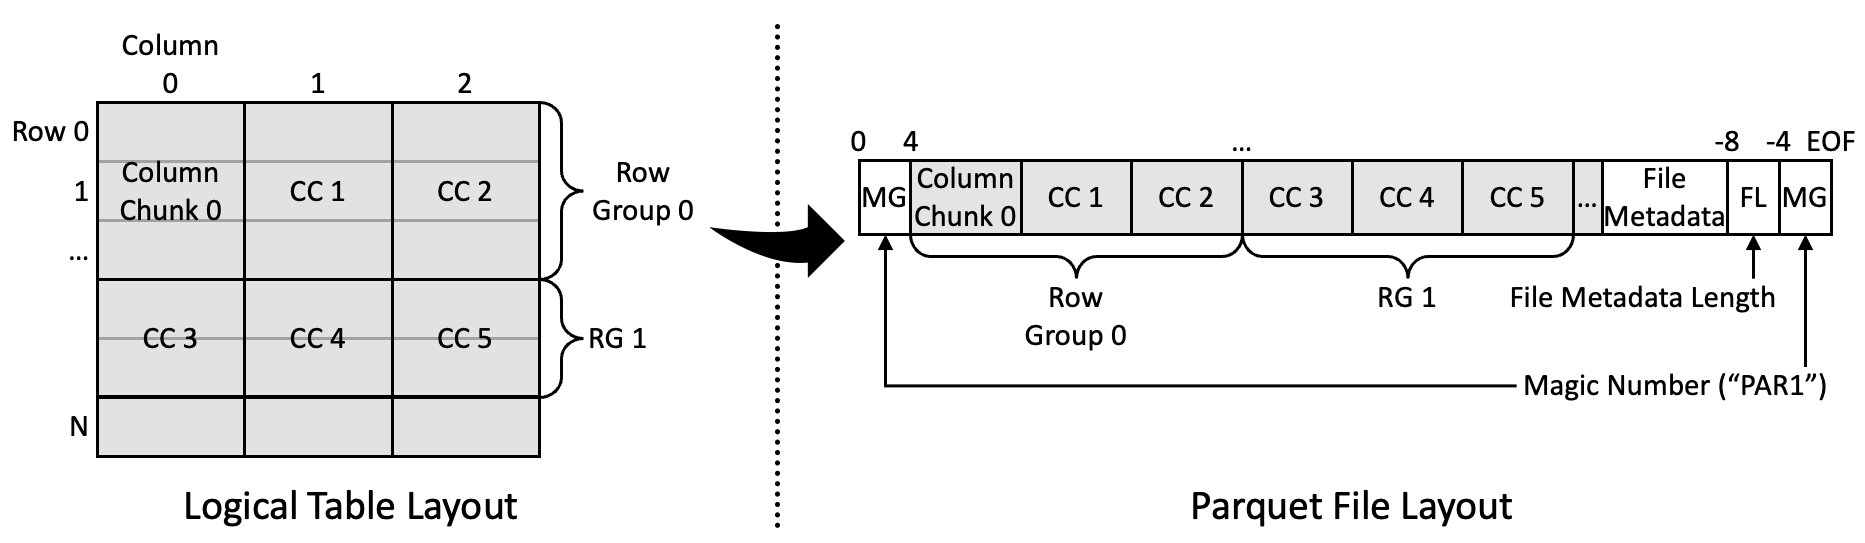 Column
0 1 2
Row 0
1
...
N
Column
Chunk 0
CC 1
CC 2
CC 3
CC 4
CC 5
Row
Group 0
RG 1
Logical Table Layout
0 4 ... -8 -4 EOF
MG
Column
Chunk 0
CC 1
CC 2
CC 3
CC 4
CC 5
...
File
Metadata
FL
MG
Row
Group 0
RG 1
File Metadata Length
Magic Number (“PAR1”)
Parquet File Layout